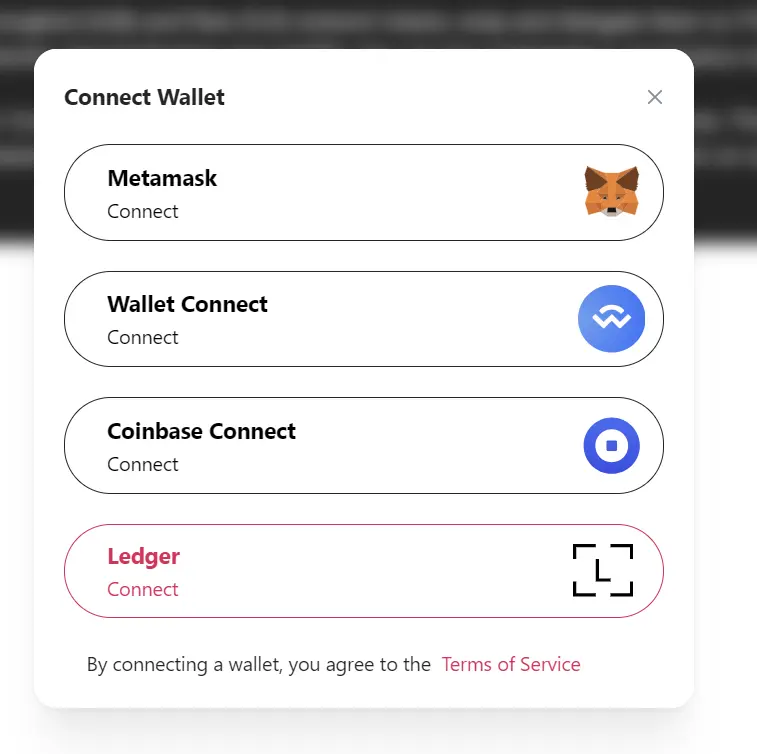 Connect Wallet
Metamask
Connect
Wallet Connect
Connect
Coinbase Connect
Connect
Ledger
Connect
By connecting a wallet, you agree to the Terms of Service